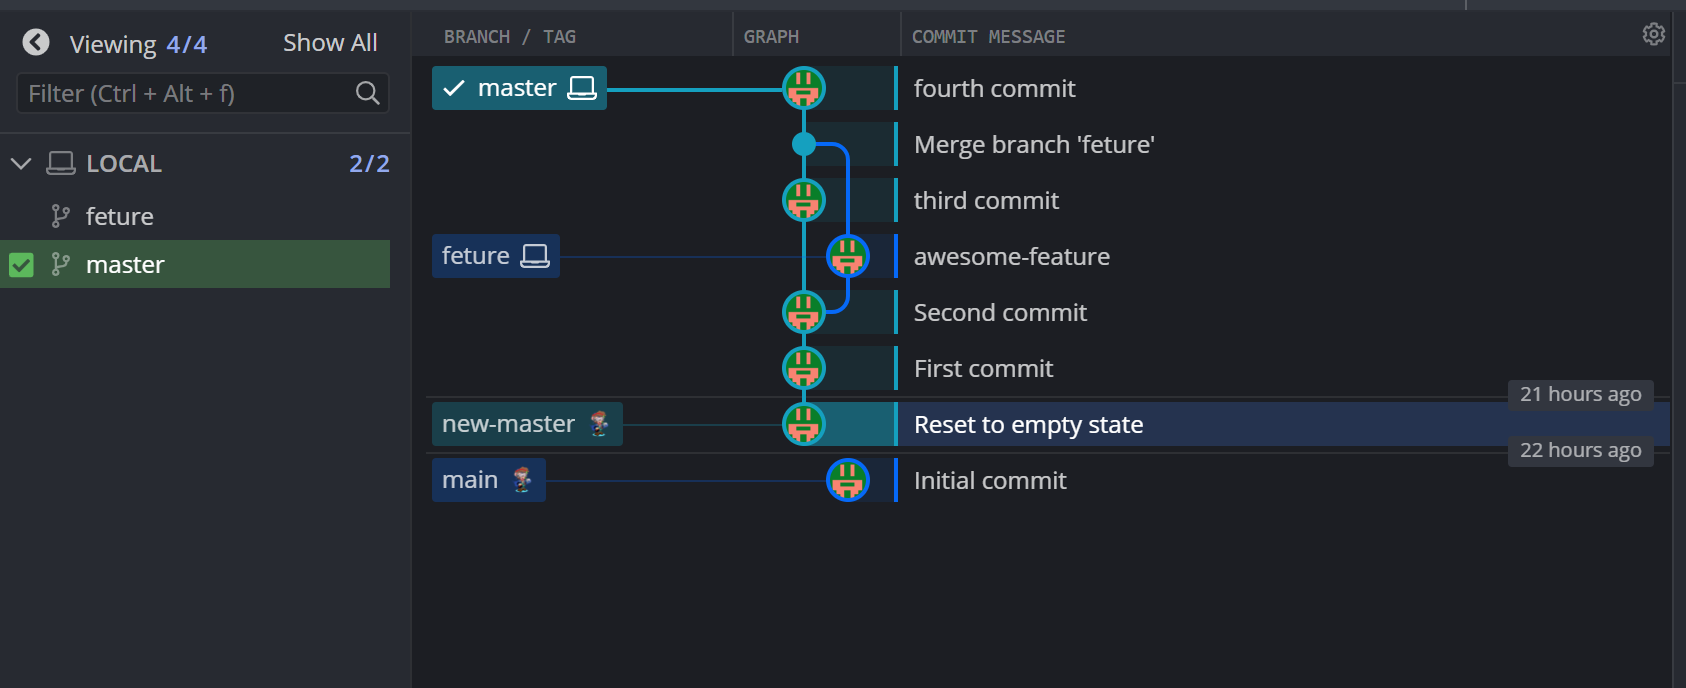 Viewing 4/4 Show All
Filter (Ctrl + Alt + f)
LOCAL 2/2
feture
master
BRANCH / TAG GRAPH COMMIT MESSAGE
master fourth commit
Merge branch 'feture'
third commit
feture awesome-feature
Second commit
First commit
21 hours ago
new-master Reset to empty state
22 hours ago
main Initial commit